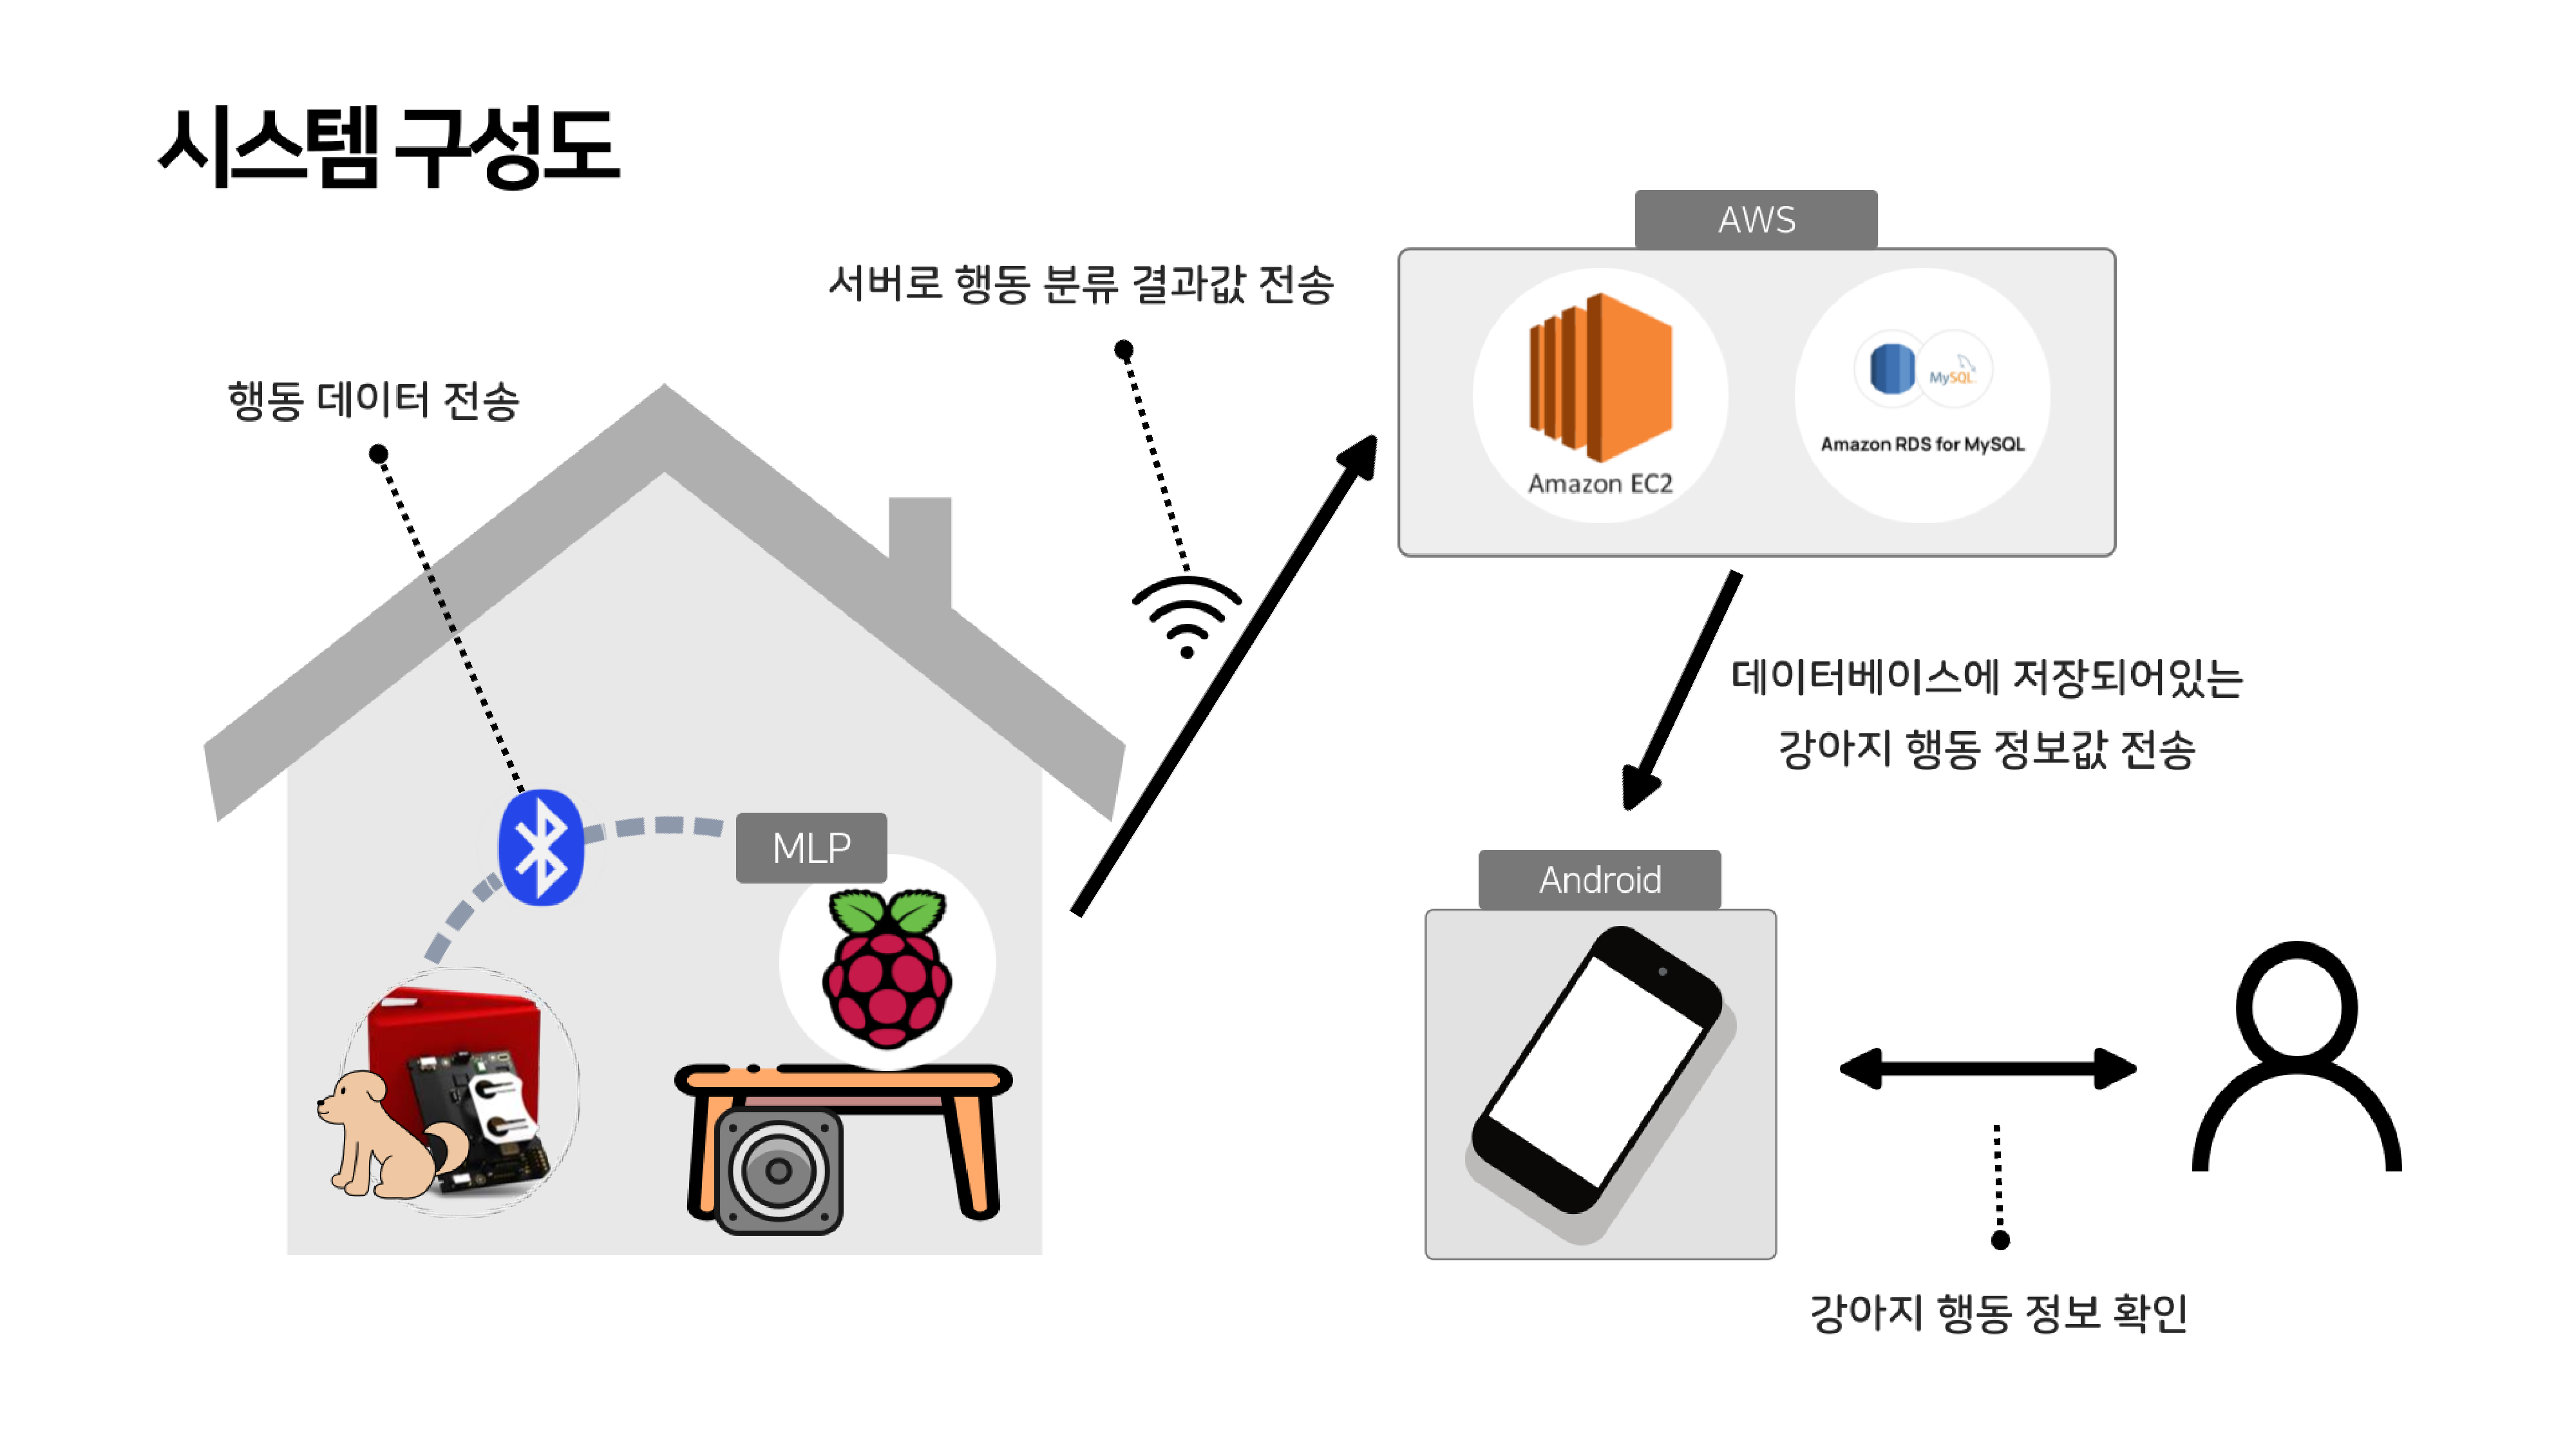 시스템 구성도
AWS
서버로 행동 분류 결과값 전송
행동 데이터 전송
Amazon EC2
MySQL
Amazon RDS for MySQL
데이터베이스에 저장되어있는
강아지 행동 정보값 전송
MLP
Android
강아지 행동 정보 확인